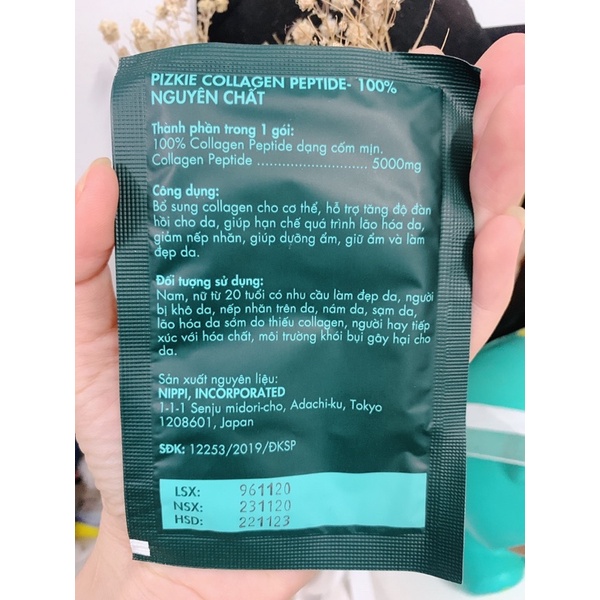 PIZKIE COLLAGEN PEPTIDE- 100%
NGUYÊN CHẤT
Thành phần trong 1 gói:
100% Collagen Peptide dạng cốm mịn.
Collagen Peptide .......................... 5000mg
Công dụng:
Bổ sung collagen cho cơ thể, hỗ trợ tăng độ đàn
hồi cho da, giúp hạn chế quá trình lão hóa da,
giảm nếp nhăn, giúp dưỡng ẩm, giữ ẩm và làm
đẹp da.
Đối tượng sử dụng:
Nam, nữ từ 20 tuổi có nhu cầu làm đẹp da, người
bị khô da, nếp nhăn trên da, nám da, sạm da,
lão hóa da sóm do thiếu collagen, người hay tiếp
xúc với hóa chất, môi trường khói bụi gây hại cho
da.
Sản xuất nguyên liệu:
NIPPI, INCORPORATED
1-1-1 Senju midori-cho, Adachi-ku, Tokyo
1208601, Japan
SĐK: 12253/2019/ĐKSP
LSX: 961120
NSX: 231120
HSD: 221123